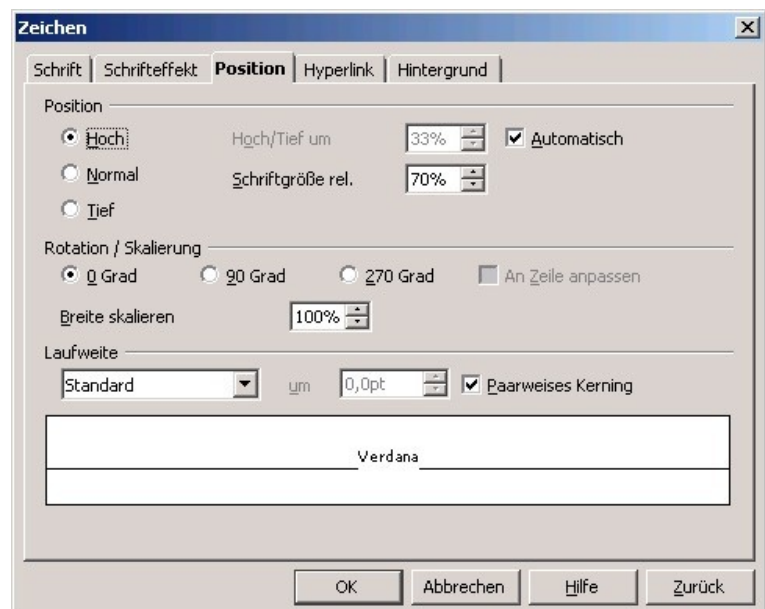 Zeichen
Schrift Schrifteffekt Position Hyperlink Hintergrund
Position
Hoch Hoch/Tief um 33% Automatisch
Normal Schriftgröße rel. 70%
Tief
Rotation / Skalierung
0 Grad 90 Grad 270 Grad An Zeile anpassen
Breite skalieren 100%
Laufweite
Standard um 0,0pt Paarweises Kerning
Verdana
OK Abbrechen Hilfe Zurück